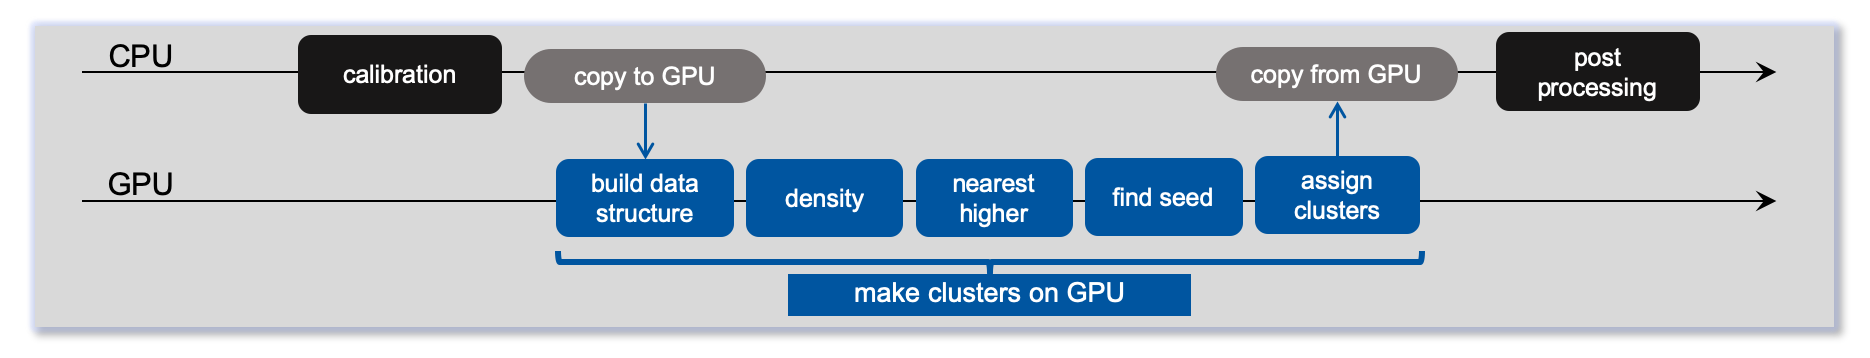 CPU
calibration
copy to GPU
copy from GPU
post
processing
GPU
build data
structure
density
nearest
higher
find seed
assign
clusters
make clusters on GPU